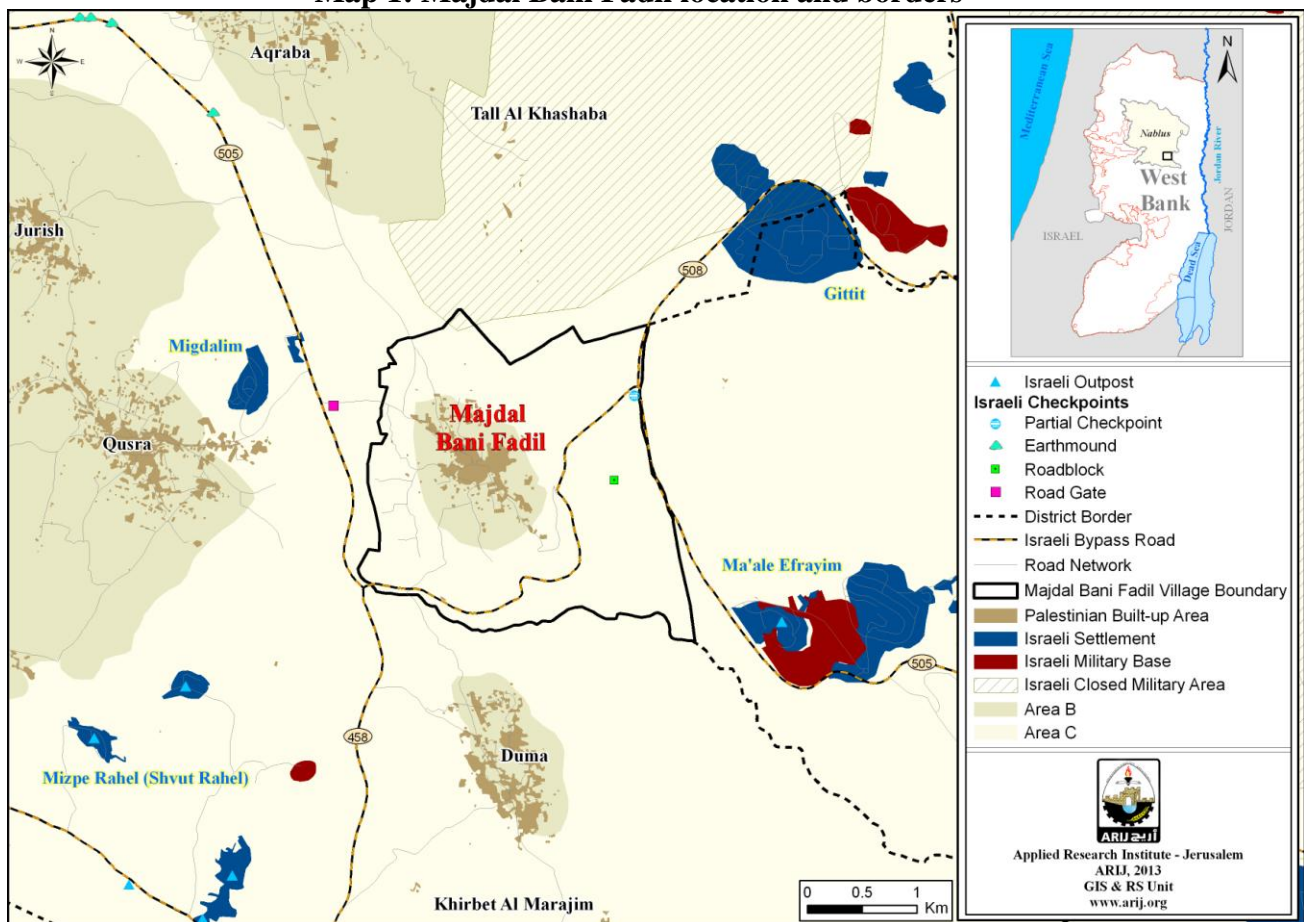 Map 1: Majdal Bani Fadil location and borders
N
W
E
S
Aqraba
Tall Al Khashaba
505
Jurish
508
Gittit
Migdalim
Majdal
Bani Fadil
Qusra
Ma'ale Efrayim
505
458
Duma
Mizpe Rahel (Shvut Rahel)
Khirbet Al Marajim
0 0.5 1
Km
N
Mediterranean Sea
Nablus
West
Bank
Jordan River
JORDAN
ISRAEL
Dead Sea
Israeli Outpost
Israeli Checkpoints
Partial Checkpoint
Earthmound
Roadblock
Road Gate
District Border
Israeli Bypass Road
Road Network
Majdal Bani Fadil Village Boundary
Palestinian Built-up Area
Israeli Settlement
Israeli Military Base
Israeli Closed Military Area
Area B
Area C
ARIJ أريج
Applied Research Institute - Jerusalem
ARIJ, 2013
GIS & RS Unit
www.arij.org